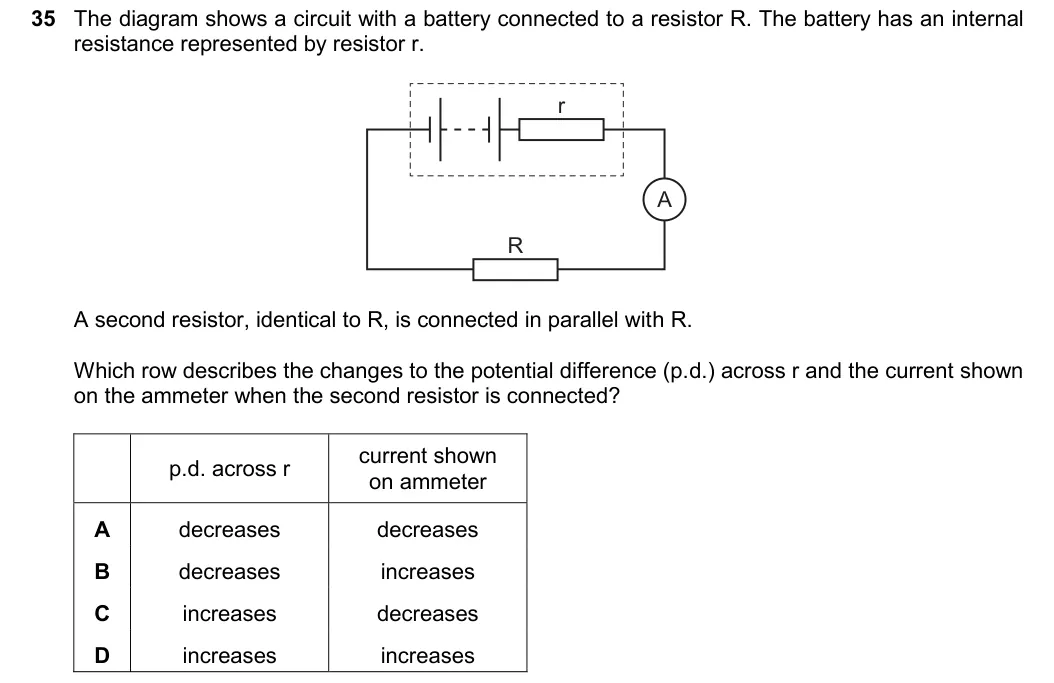 35 The diagram shows a circuit with a battery connected to a resistor R. The battery has an internal
resistance represented by resistor r.
r
A
R
A second resistor, identical to R, is connected in parallel with R.
Which row describes the changes to the potential difference (p.d.) across r and the current shown
on the ammeter when the second resistor is connected?
p.d. across r
current shown
on ammeter
A decreases decreases
B decreases increases
C increases decreases
D increases increases